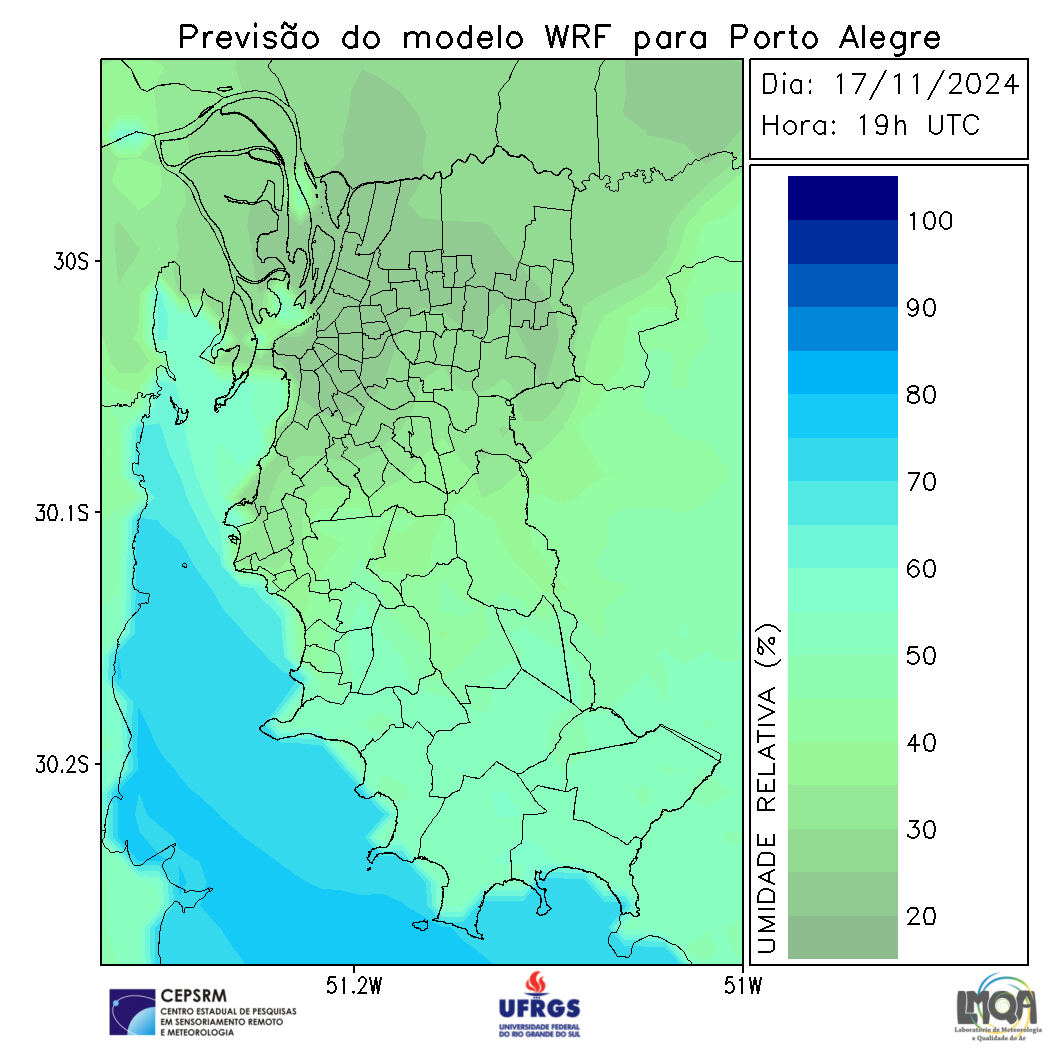 Previsão do modelo WRF para Porto Alegre
Dia: 17/11/2024
Hora: 19h UTC
30S
30.1S
30.2S
51.2W
51W
UMIDADE RELATIVA (%)
100
90
80
70
60
50
40
30
20
CEPSRM
CENTRO ESTADUAL DE PESQUISAS
EM SENSORIAMENTO REMOTO
E METEOROLOGIA
UFRGS
UNIVERSIDADE FEDERAL
DO RIO GRANDE DO SUL
LMQA
Laboratório de Meteorologia
e Qualidade do Ar